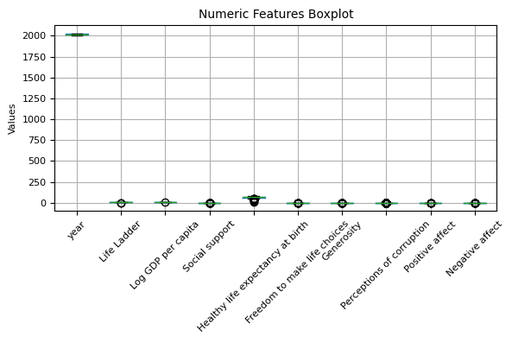 Numeric Features Boxplot
Values
2000
1750
1500
1250
1000
750
500
250
0
year
Life Ladder
Log GDP per capita
Social support
Healthy life expectancy at birth
Freedom to make life choices
Generosity
Perceptions of corruption
Positive affect
Negative affect